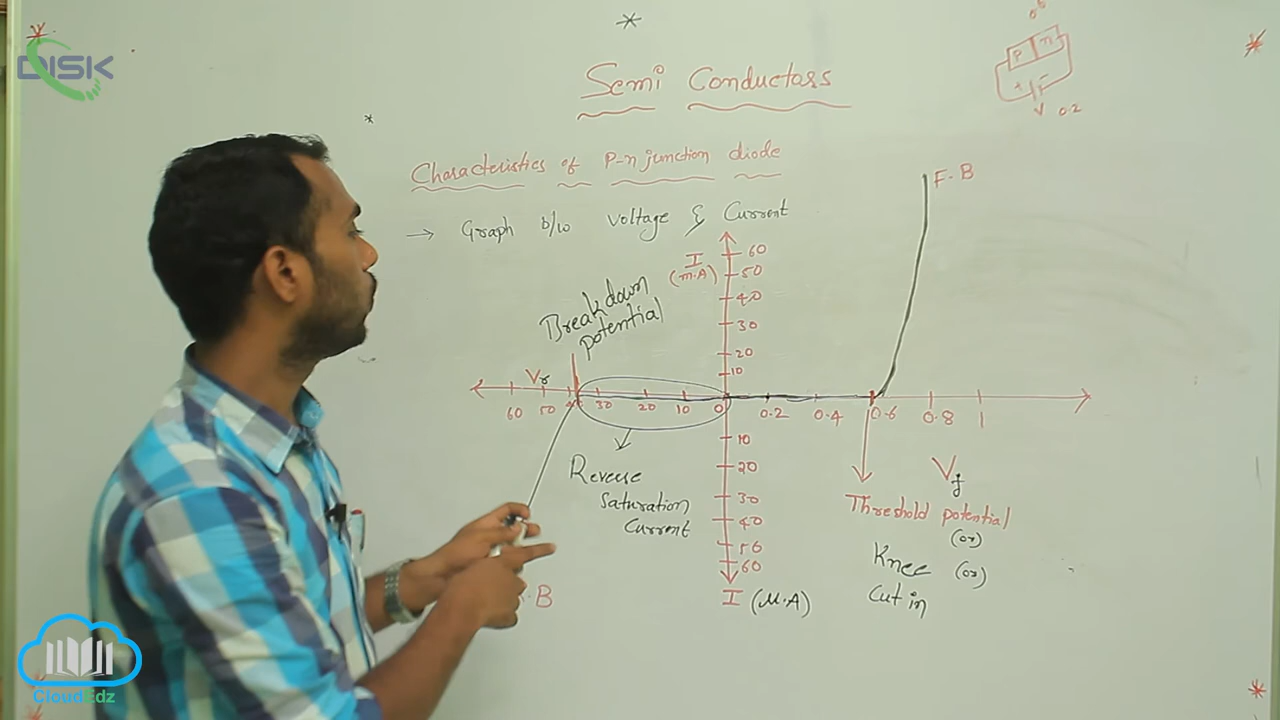 DISK
Semi Conductors
Characteristics of P-n junction diode
→ Graph b/w voltage & Current
P n
+ -
V 0.2
F.B
I
(m.A)
60
50
40
30
20
10
Breakdown
potential
Vr
60 50 40 30 20 10 0 0.2 0.4 0.6 0.8 1
10
20
30
40
50
60
I (μ.A)
Reverse
Saturation
Current
Vf
Threshold potential
(or)
Knee (or)
Cut in
B
CloudEdz